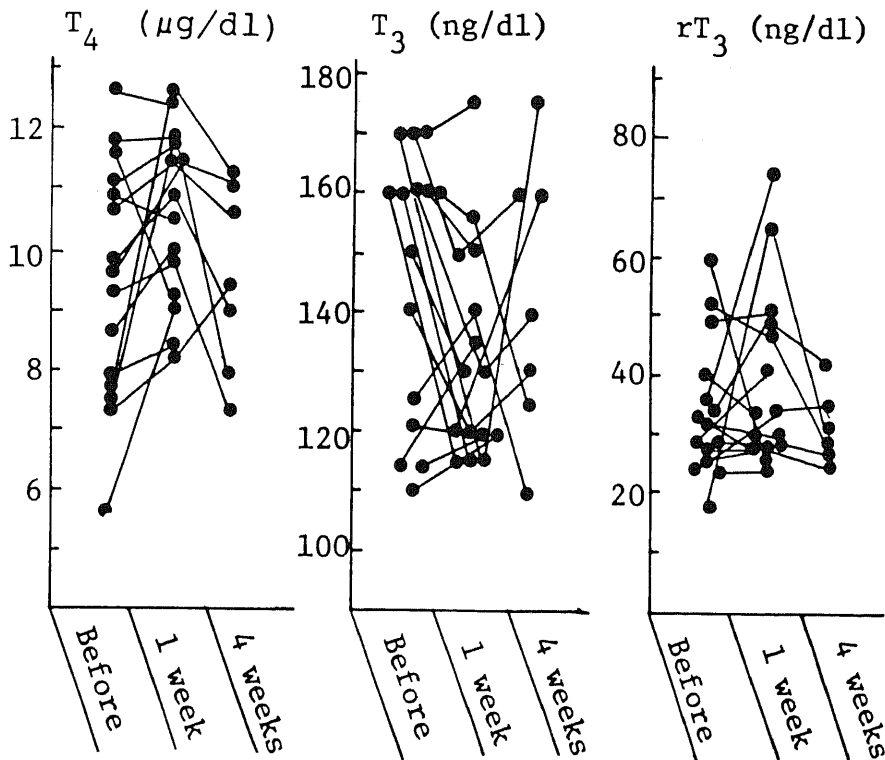 T4 (µg/dl)
12
10
8
6
Before
1 week
4 weeks
T3 (ng/dl)
180
160
140
120
100
Before
1 week
4 weeks
rT3 (ng/dl)
80
60
40
20
Before
1 week
4 weeks